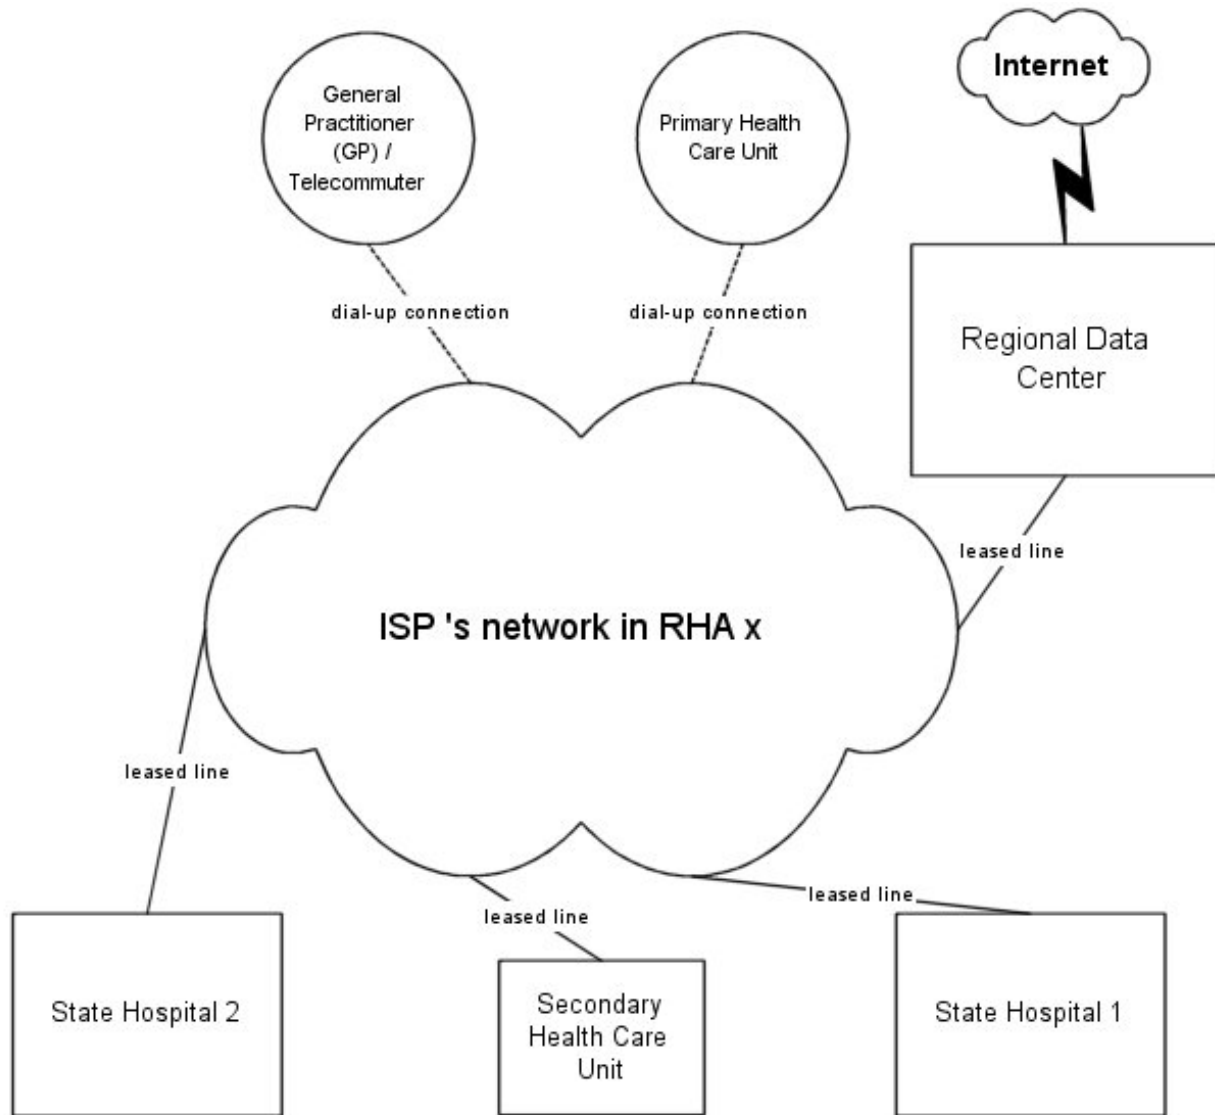 General
Practitioner
(GP) /
Telecommuter
Primary Health
Care Unit
Internet
dial-up connection
dial-up connection
Regional Data
Center
leased line
ISP 's network in RHA x
leased line
leased line
leased line
State Hospital 2
Secondary
Health Care
Unit
State Hospital 1